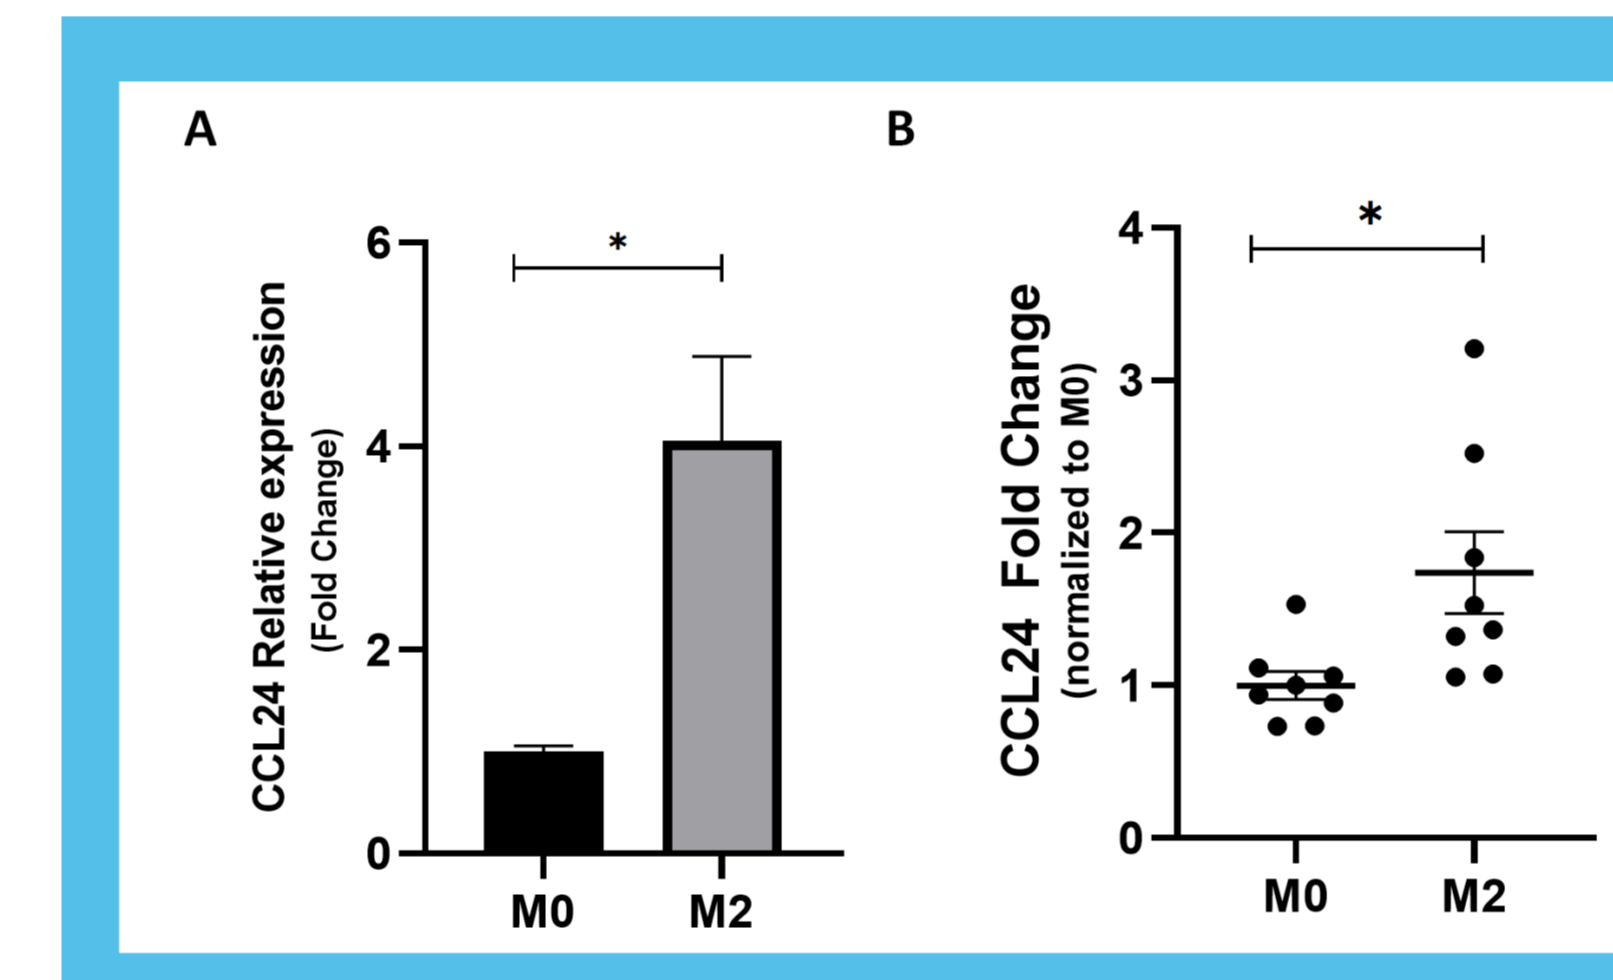 A
CCL24 Relative expression
(Fold Change)
6
4
2
0
*
M0
M2
B
CCL24 Fold Change
(normalized to M0)
4
3
2
1
0
*
M0
M2